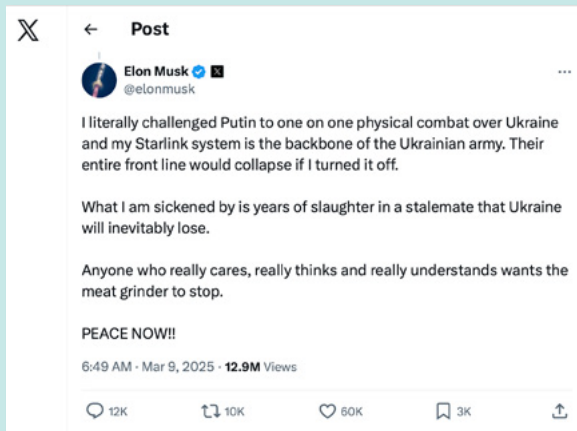 Post
Elon Musk
@elonmusk
I literally challenged Putin to one on one physical combat over Ukraine
and my Starlink system is the backbone of the Ukrainian army. Their
entire front line would collapse if I turned it off.
What I am sickened by is years of slaughter in a stalemate that Ukraine
will inevitably lose.
Anyone who really cares, really thinks and really understands wants the
meat grinder to stop.
PEACE NOW!!
6:49 AM · Mar 9, 2025 · 12.9M Views
12K 10K 60K 3K